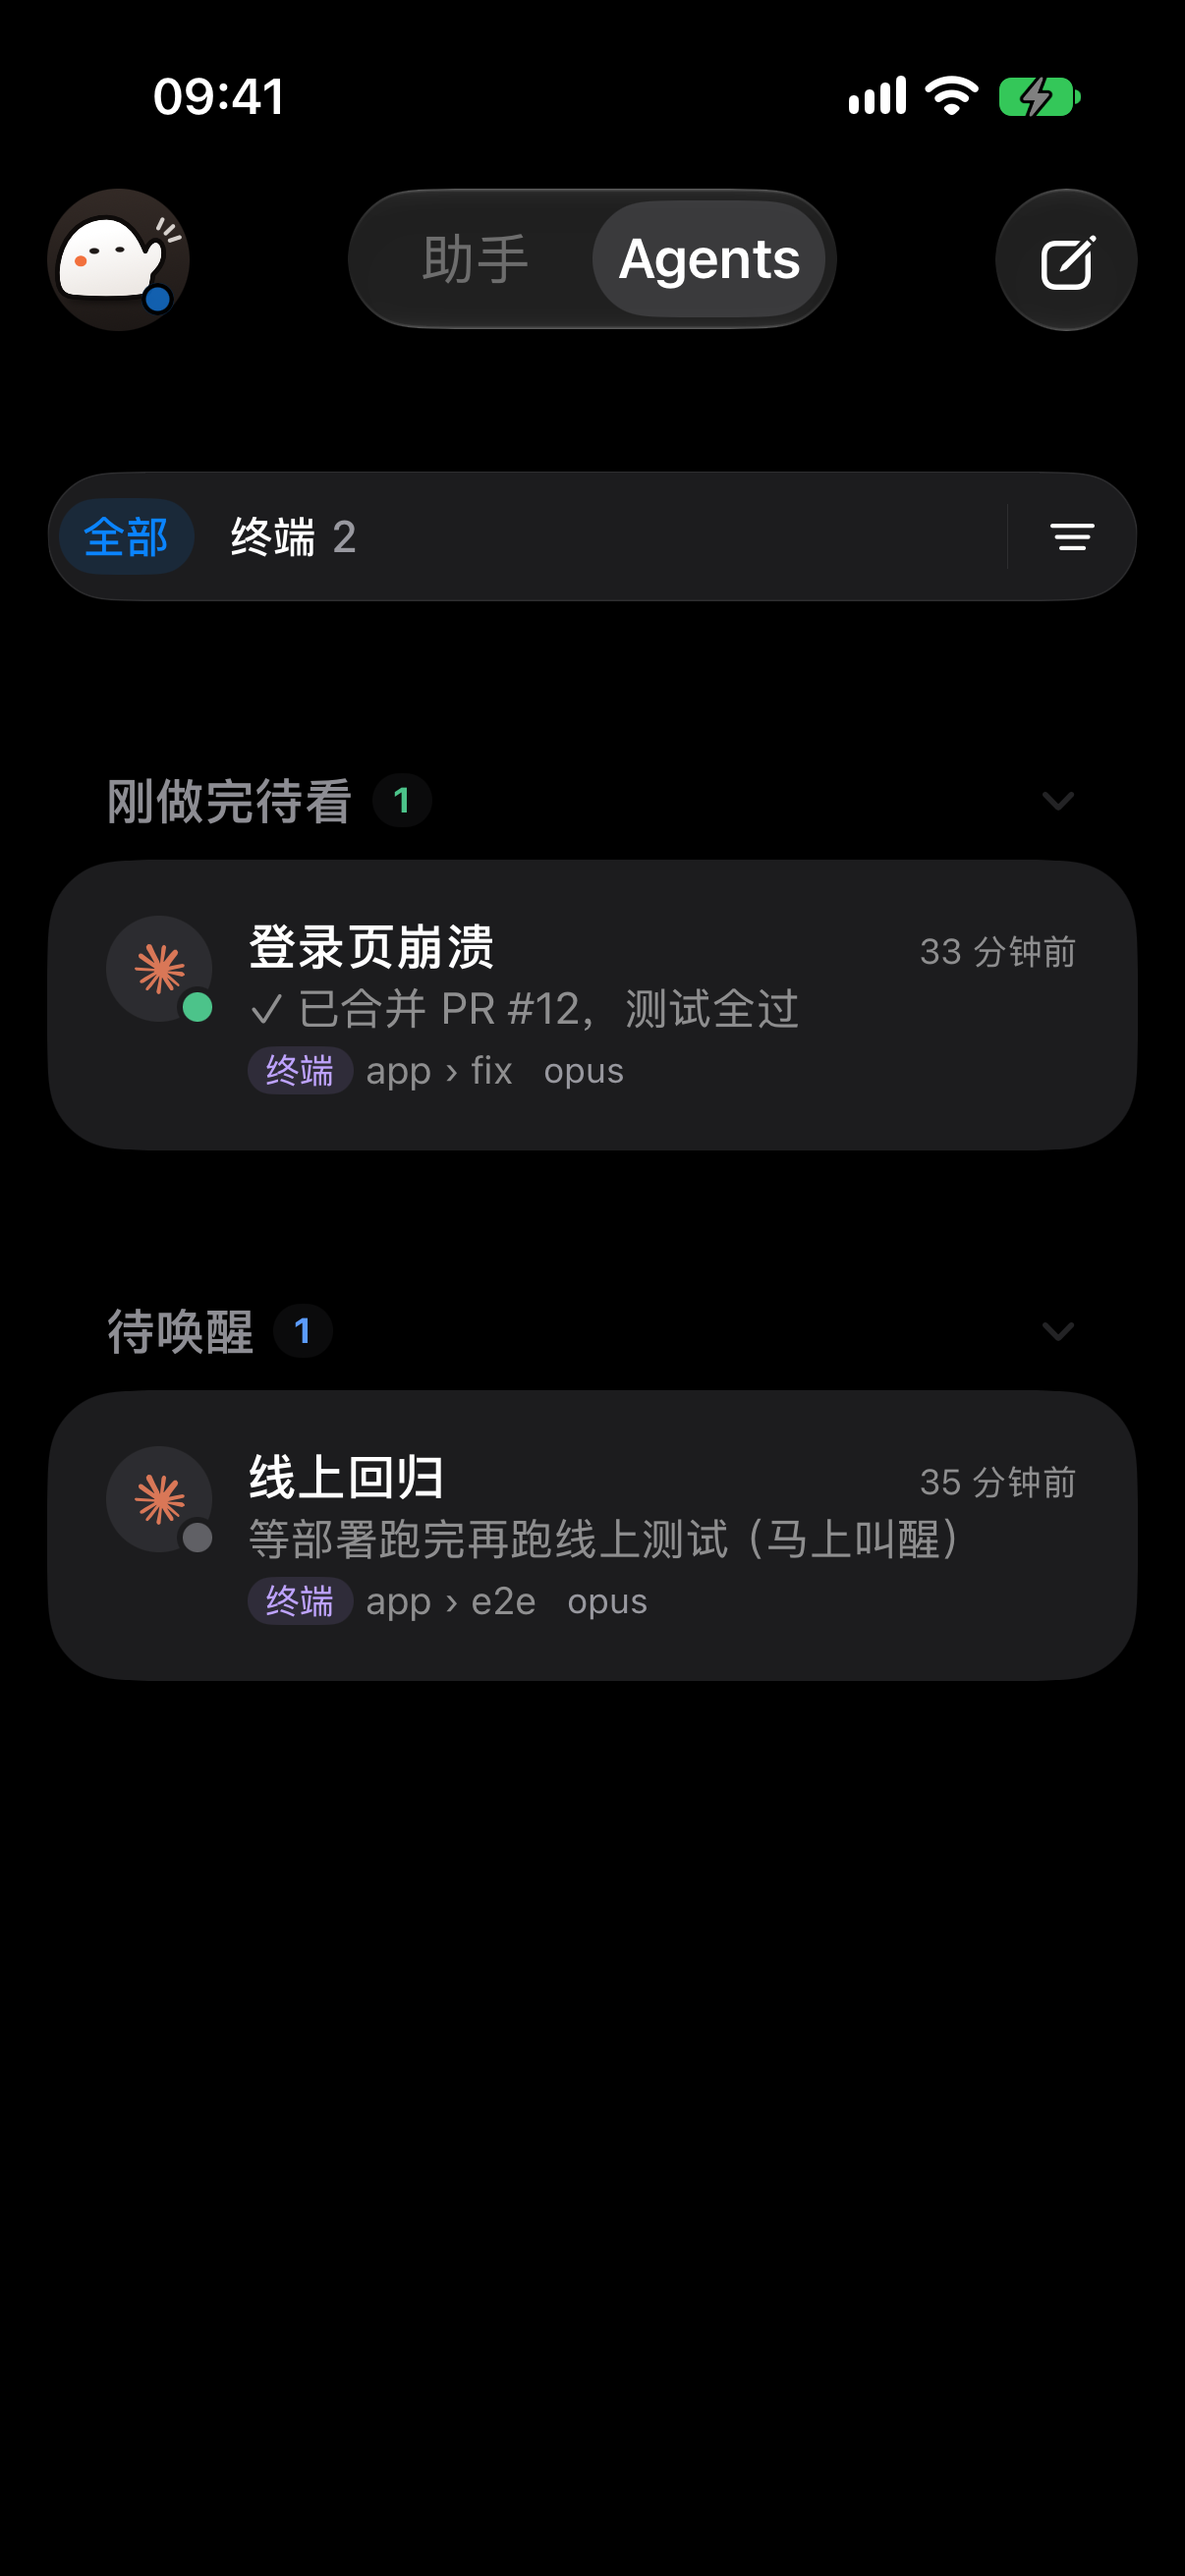 09:41
助手
Agents
全部
终端 2
刚做完待看 1
登录页崩溃
33 分钟前
✓ 已合并 PR #12，测试全过
终端 app › fix opus
待唤醒 1
线上回归
35 分钟前
等部署跑完再跑线上测试（马上叫醒）
终端 app › e2e opus